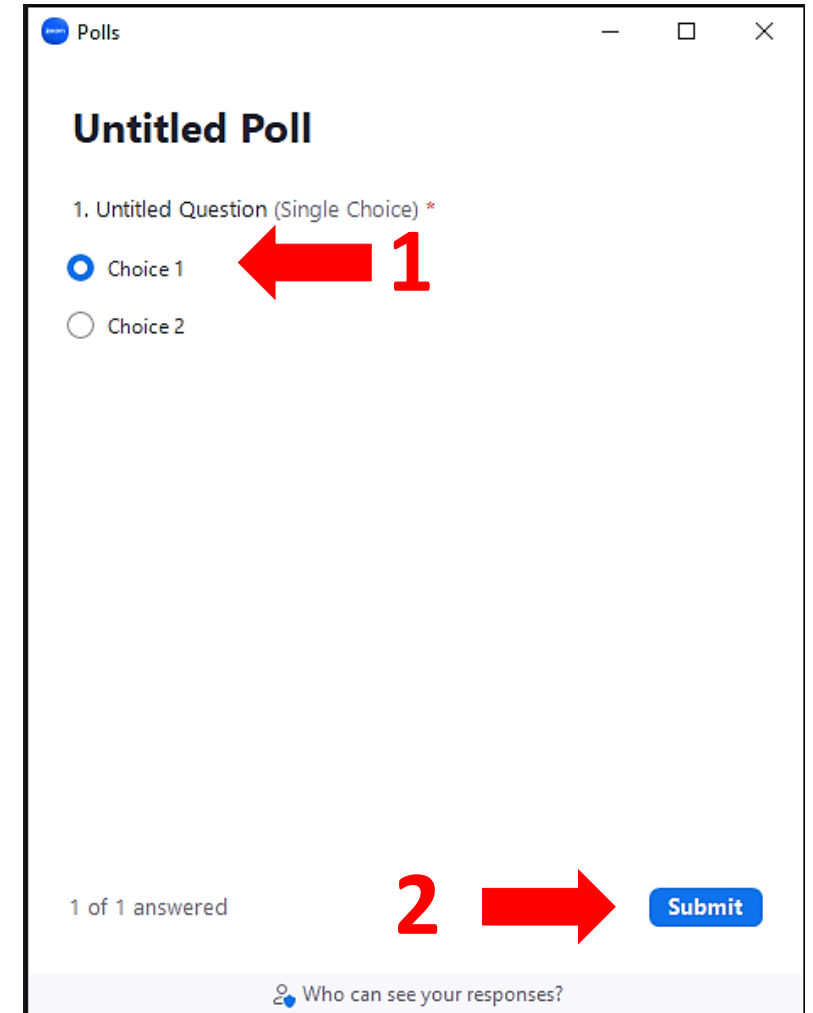 zoom Polls
Untitled Poll
1. Untitled Question (Single Choice) *
Choice 1 1
Choice 2
1 of 1 answered 2 Submit
Who can see your responses?